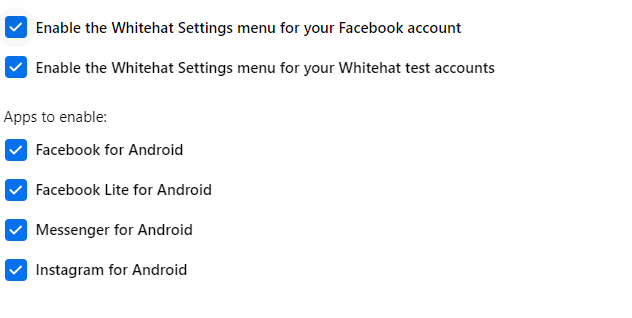 Enable the Whitehat Settings menu for your Facebook account
Enable the Whitehat Settings menu for your Whitehat test accounts
Apps to enable:
Facebook for Android
Facebook Lite for Android
Messenger for Android
Instagram for Android